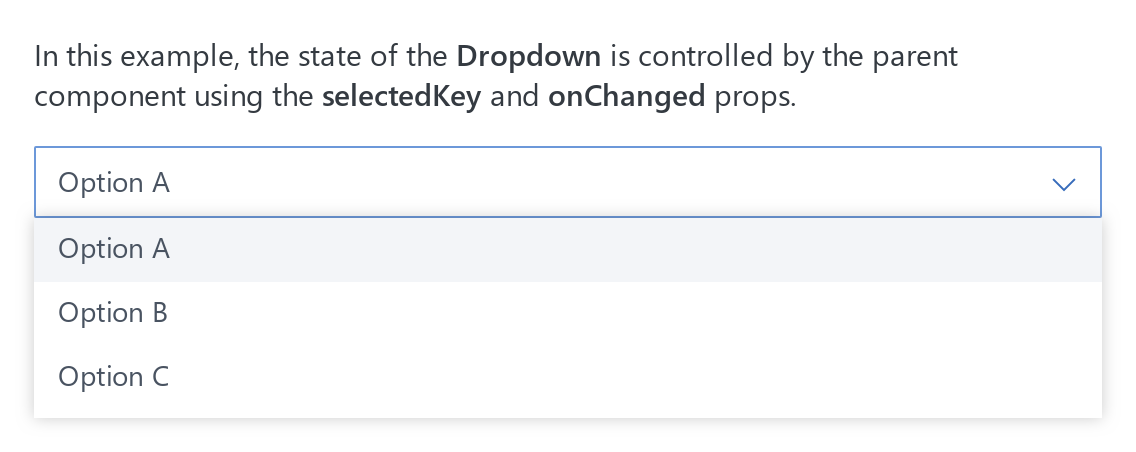 In this example, the state of the Dropdown is controlled by the parent
component using the selectedKey and onChanged props.
Option A
Option A
Option B
Option C